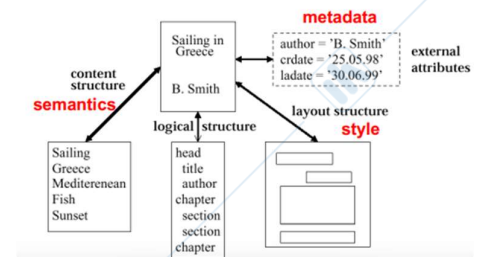 metadata
Sailing in
Greece
B. Smith
author = 'B. Smith'
crdate = '25.05.98'
ladate = '30.06.99'
external
attributes
content
structure
semantics
logical structure
layout structure
style
Sailing
Greece
Mediterenean
Fish
Sunset
head
title
author
chapter
section
section
chapter